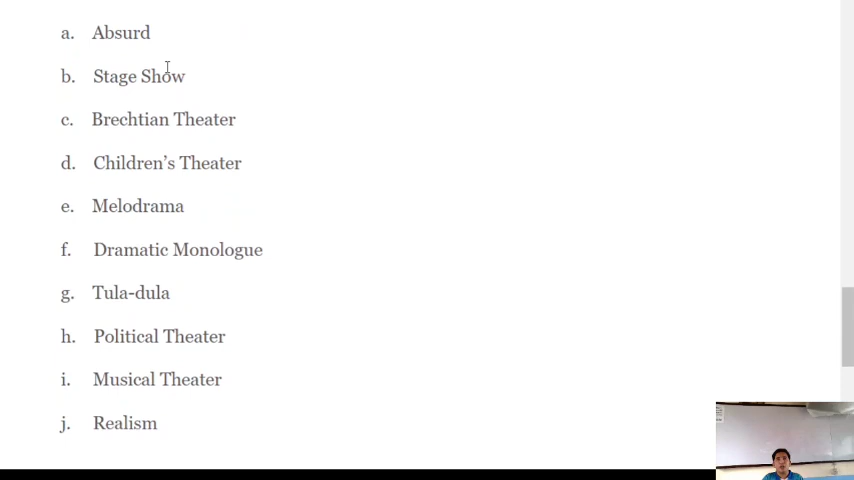 a. Absurd
b. Stage Show
c. Brechtian Theater
d. Children’s Theater
e. Melodrama
f. Dramatic Monologue
g. Tula-dula
h. Political Theater
i. Musical Theater
j. Realism